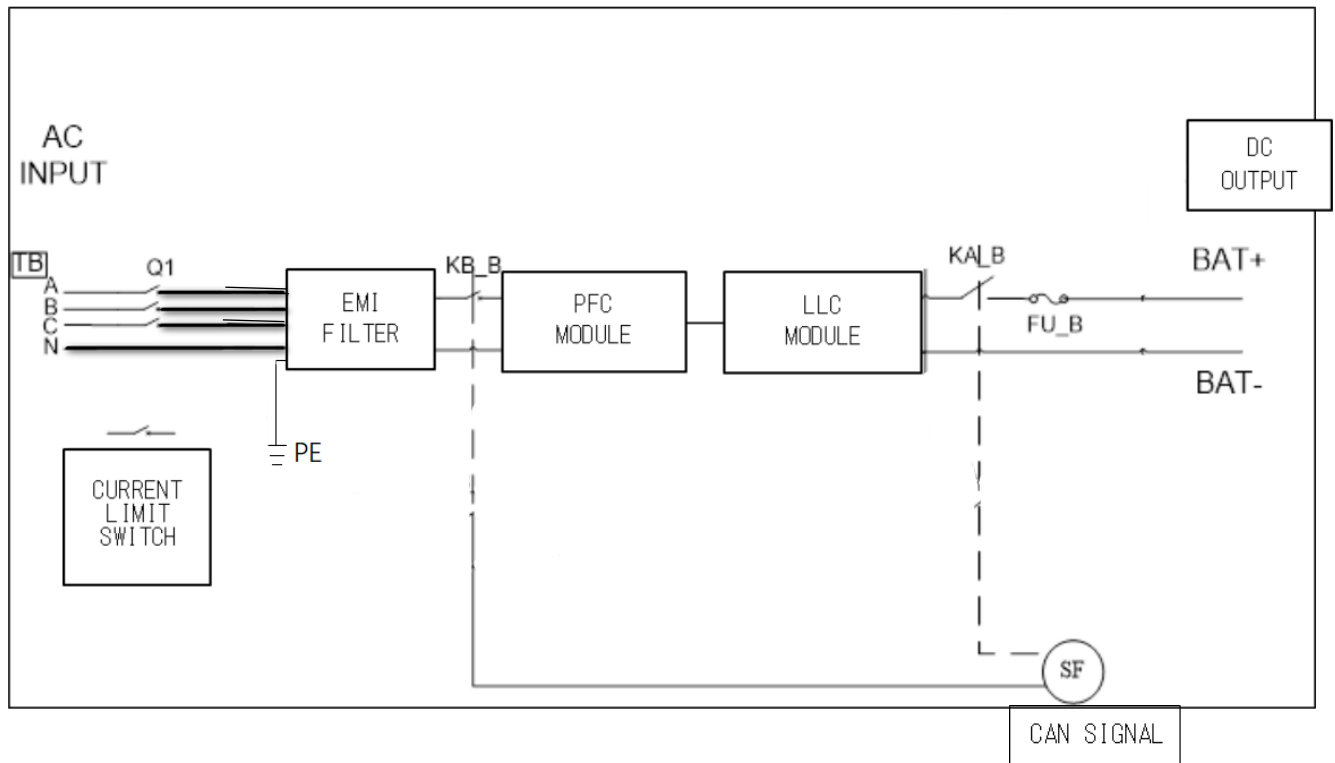 AC
INPUT
DC
OUTPUT
TB
A
B
C
N
Q1
EMI
FILTER
KB_B
PFC
MODULE
LLC
MODULE
KA_B
FU_B
BAT+
BAT-
PE
CURRENT
LIMIT
SWITCH
SF
CAN SIGNAL